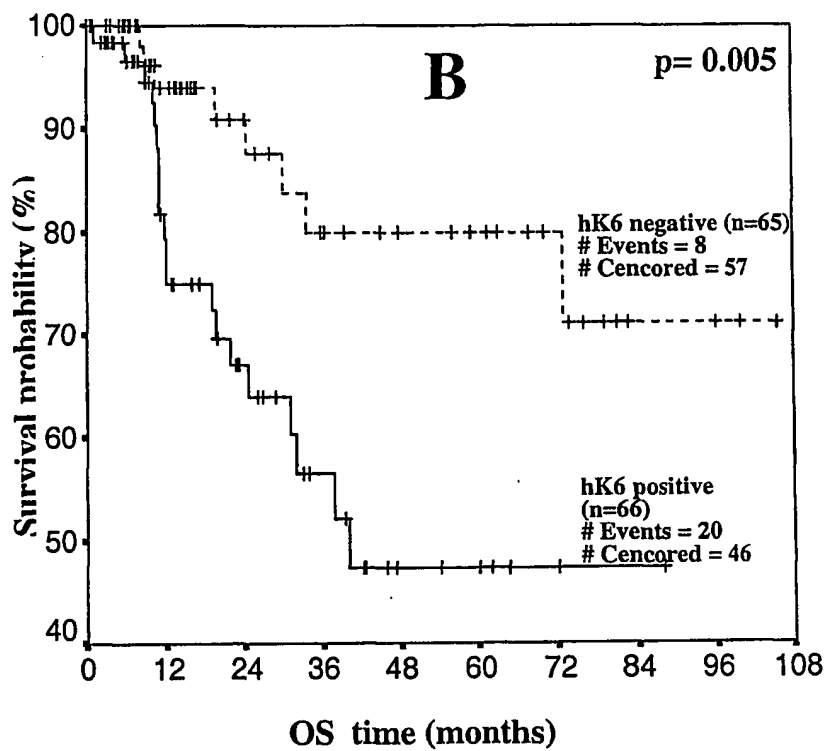 B
p= 0.005
100
90
80
70
60
50
40
Survival probability (%)
hK6 negative (n=65)
# Events = 8
# Cencored = 57
hK6 positive
(n=66)
# Events = 20
# Cencored = 46
0 12 24 36 48 60 72 84 96 108
OS time (months)